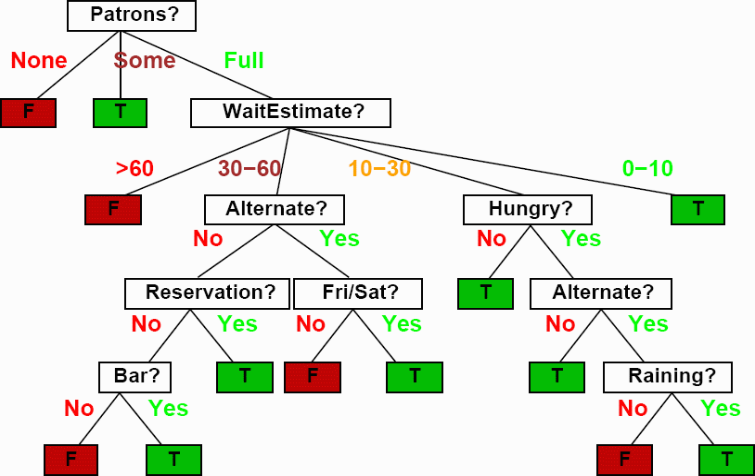 Patrons?
None Some Full
F T WaitEstimate?
>60 30−60 10−30 0−10
F Alternate? Hungry? T
No Yes No Yes
Reservation? Fri/Sat? T Alternate?
No Yes No Yes No Yes
Bar? T F T T Raining?
No Yes No Yes
F T F T